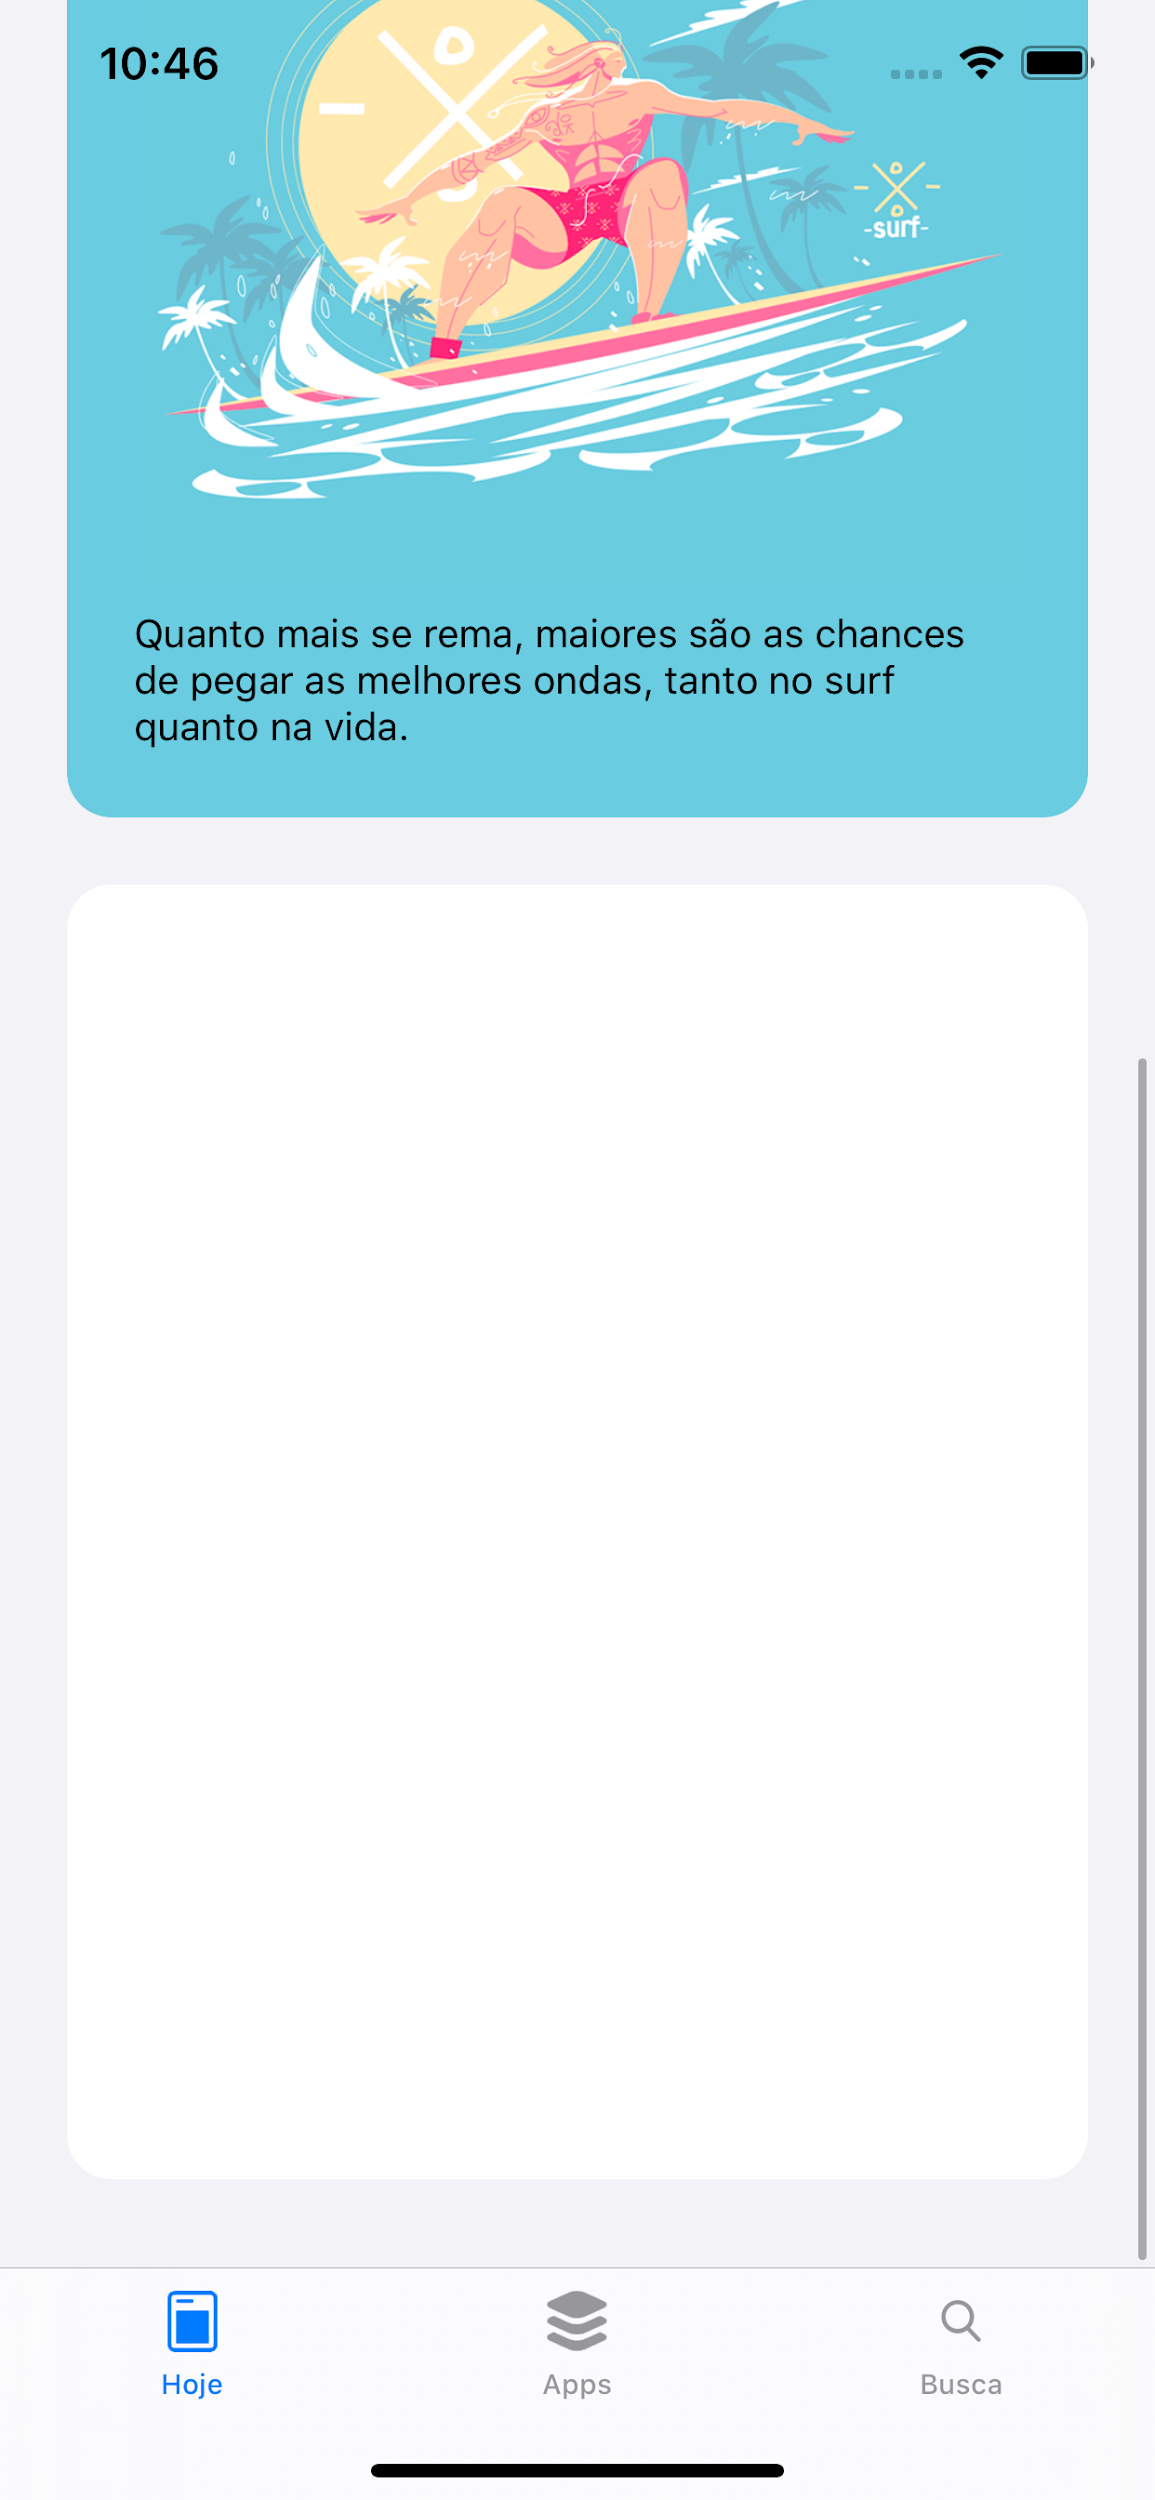 10:46
-surf-
Quanto mais se rema, maiores são as chances
de pegar as melhores ondas, tanto no surf
quanto na vida.
Hoje
Apps
Busca